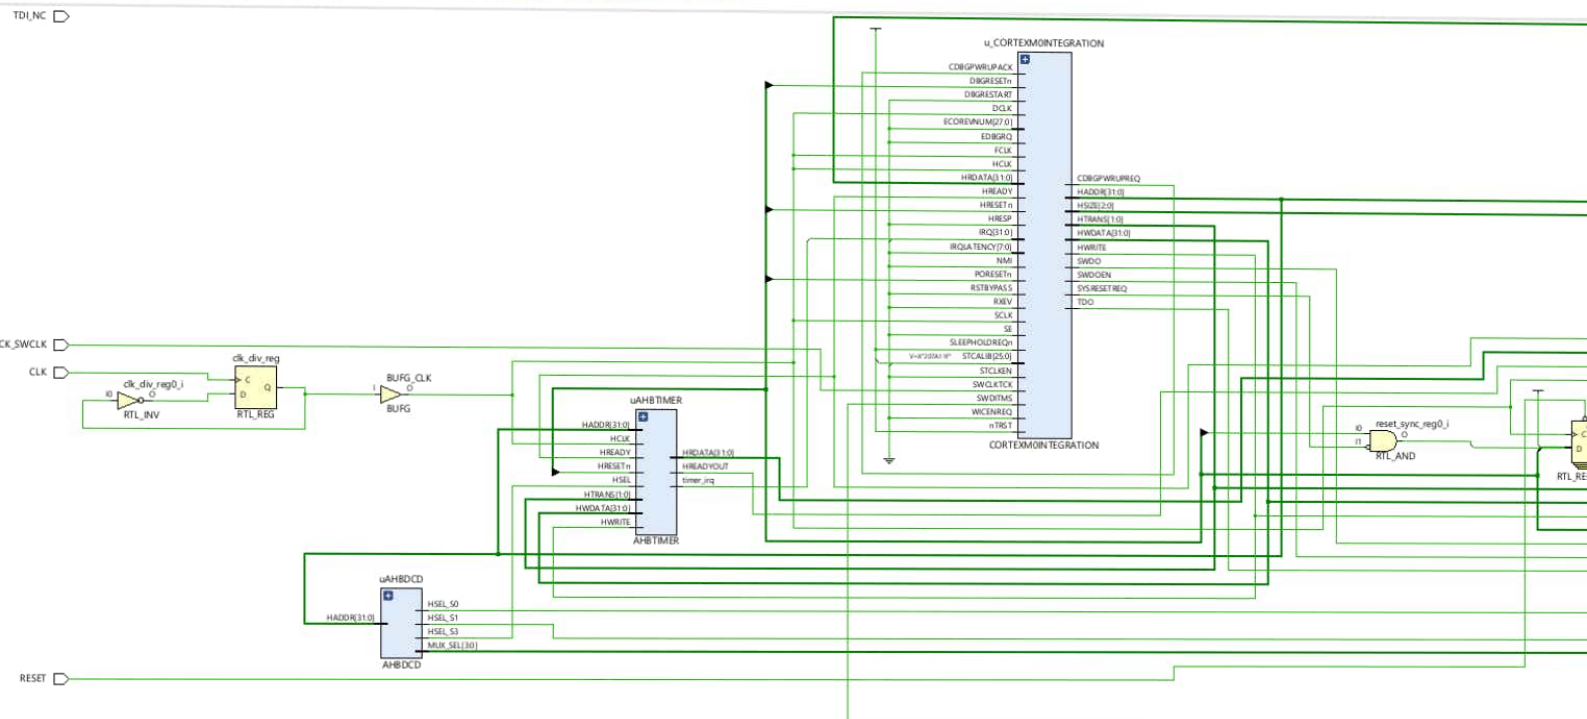 TDI_NC
u_CORTEXM0INTEGRATION
CDBGPWRUPACK
DBGRESETn
DBGRESTART
DCLK
ECOREVNUM[27:0]
EDBGRQ
FCLK
HCLK
HRDATA[31:0]
HREADY
HRESETn
HRESP
IRQ[31:0]
IRQLATENCY[7:0]
NMI
PORESETn
RSTBYPASS
RXEV
SCLK
SE
SLEEPHOLDREQn
STCALIB[25:0]
STCLKEN
SWCLKTCK
SWDITMS
WICENREQ
nTRST
CDBGPWRUPREQ
HADDR[31:0]
HSIZE[2:0]
HTRANS[1:0]
HWDATA[31:0]
HWRITE
SWDO
SWDOEN
SYSRESETREQ
TDO
CORTEXM0INTEGRATION
CK_SWCLK
CLK
clk_div_reg0_i
I0
O
RTL_INV
clk_div_reg
C
D
Q
RTL_REG
BUFG_CLK
I
O
BUFG
uAHBTIMER
HADDR[31:0]
HCLK
HREADY
HRESETn
HSEL
HTRANS[1:0]
HWDATA[31:0]
HWRITE
HRDATA[31:0]
HREADYOUT
timer_irq
AHBTIMER
reset_sync_reg0_i
I0
I1
O
RTL_AND
C
D
RTL_RE
uAHBDCD
HADDR[31:0]
HSEL_S0
HSEL_S1
HSEL_S3
MUX_SEL[3:0]
AHBDCD
RESET